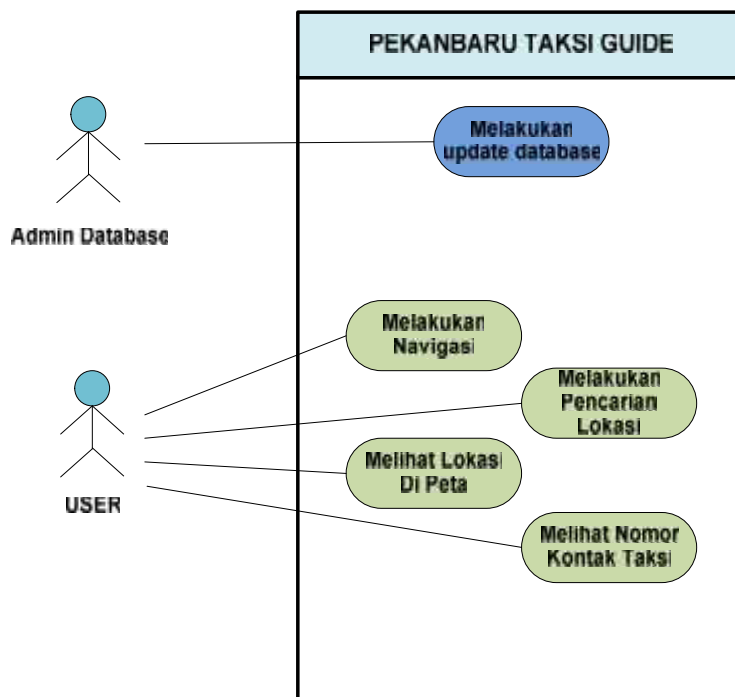 PEKANBARU TAKSI GUIDE
Melakukan
update database
Admin Database
Melakukan
Navigasi
Melakukan
Pencarian
Lokasi
Melihat Lokasi
Di Peta
USER
Melihat Nomor
Kontak Taksi